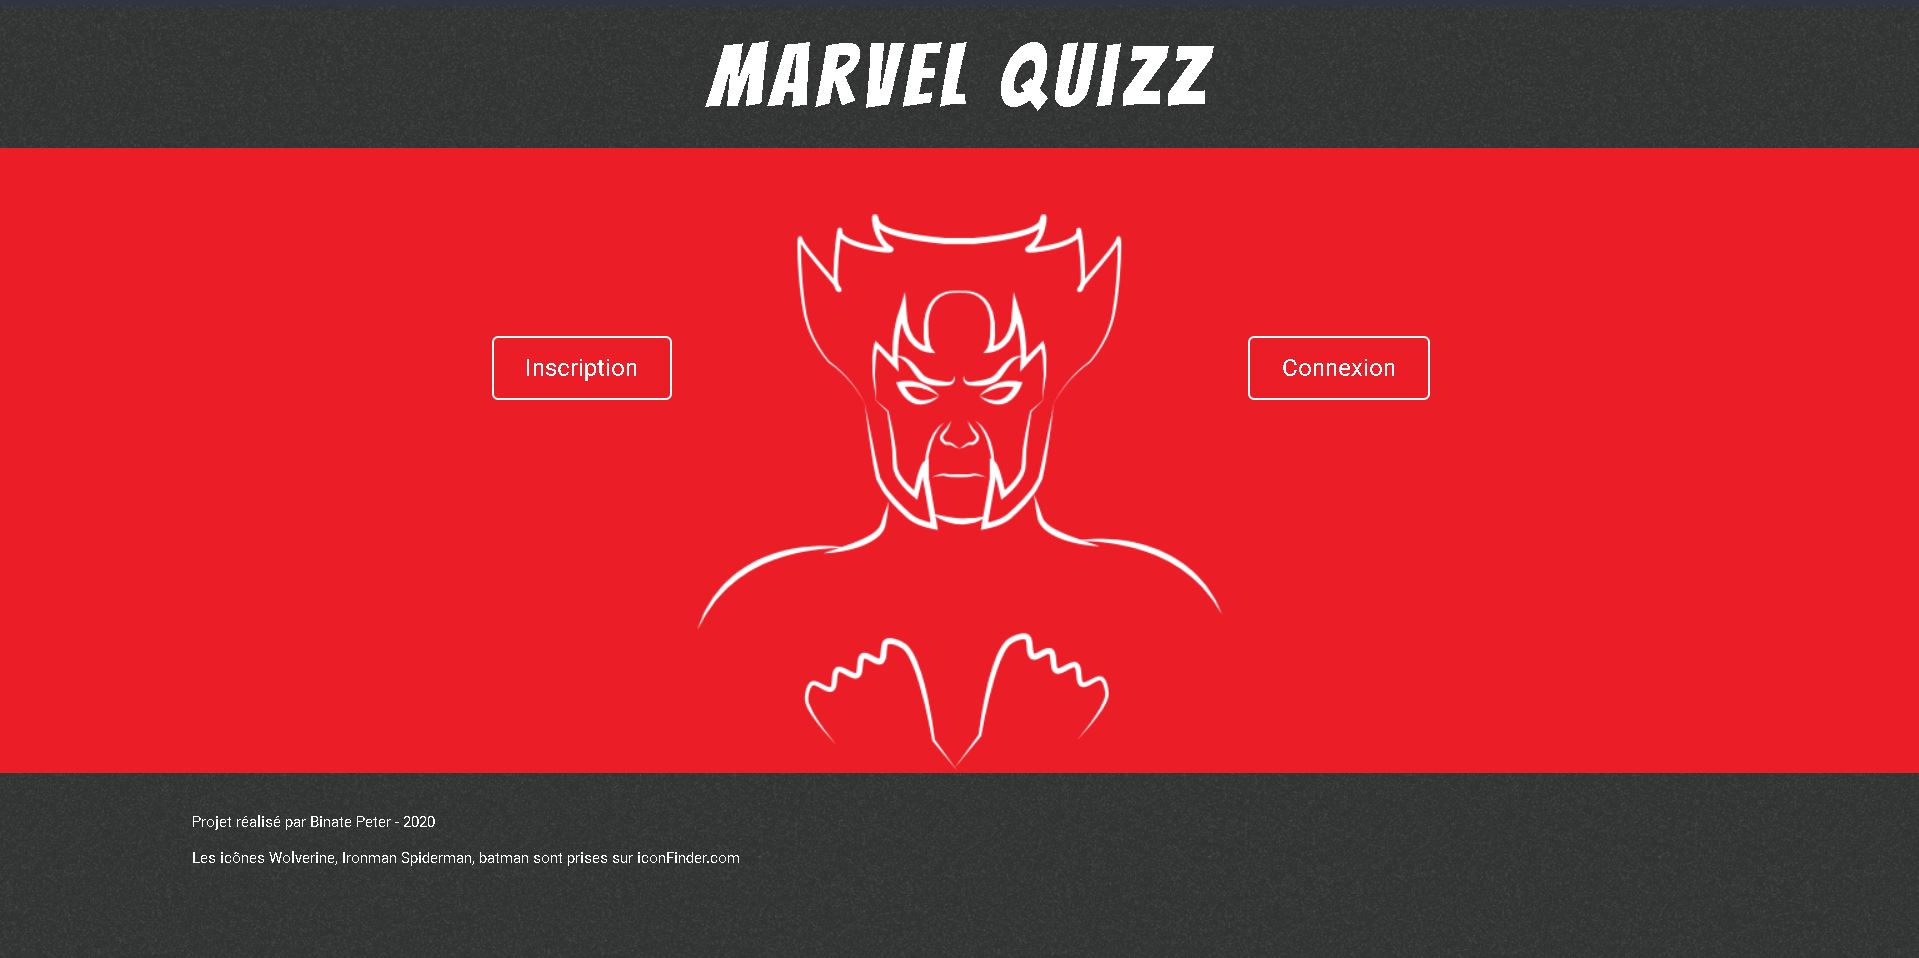 MARVEL QUIZZ
Inscription
Connexion
Projet réalisé par Binate Peter - 2020
Les icônes Wolverine, Ironman Spiderman, batman sont prises sur iconFinder.com